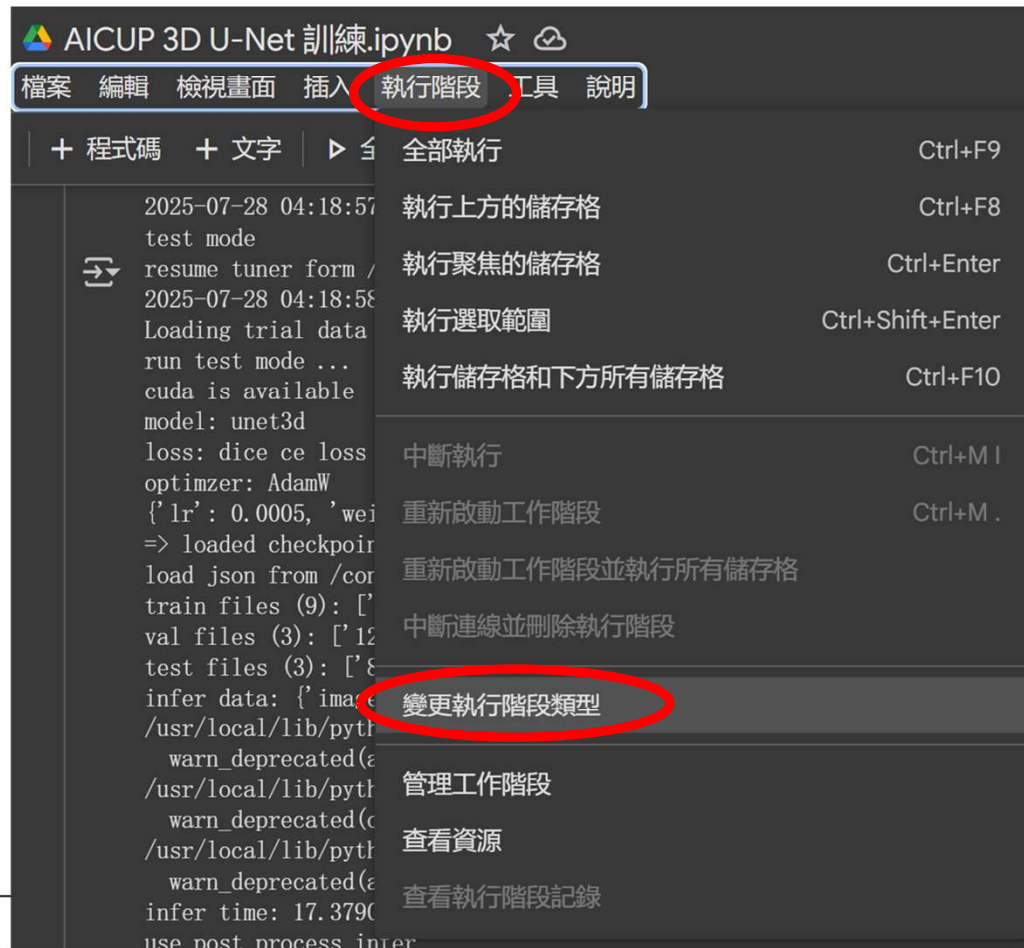 AICUP 3D U-Net 訓練.ipynb
檔案 編輯 檢視畫面 插入 執行階段 工具 說明
+ 程式碼 + 文字
全部執行 Ctrl+F9
執行上方的儲存格 Ctrl+F8
執行聚焦的儲存格 Ctrl+Enter
執行選取範圍 Ctrl+Shift+Enter
執行儲存格和下方所有儲存格 Ctrl+F10
中斷執行 Ctrl+M I
重新啟動工作階段 Ctrl+M .
重新啟動工作階段並執行所有儲存格
中斷連線並刪除執行階段
變更執行階段類型
管理工作階段
查看資源
查看執行階段記錄
2025-07-28 04:18:57
test mode
resume tuner form /
2025-07-28 04:18:58
Loading trial data
run test mode ...
cuda is available
model: unet3d
loss: dice ce loss
optimzer: AdamW
{'lr': 0.0005, 'wei
=> loaded checkpoin
load json from /con
train files (9): ['
val files (3): ['12
test files (3): ['8
infer data: {'image
/usr/local/lib/pyth
warn_deprecated(a
/usr/local/lib/pyth
warn_deprecated(c
/usr/local/lib/pyth
warn_deprecated(a
infer time: 17.3790
use post process infer